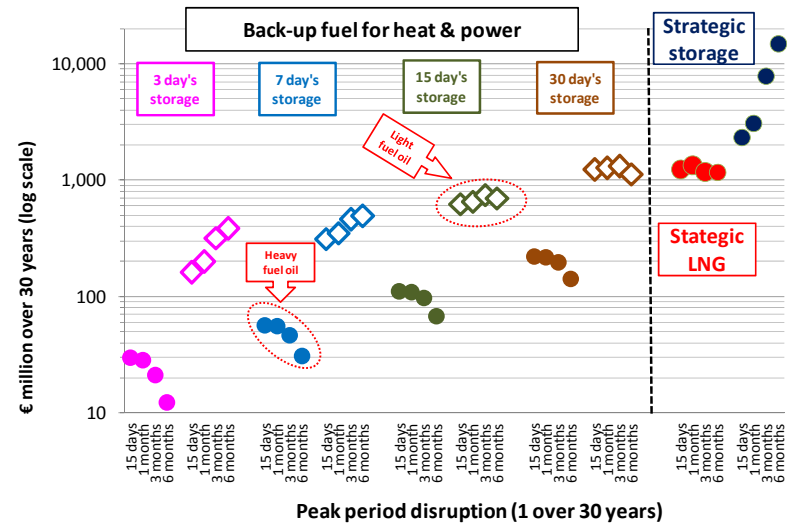 Back-up fuel for heat & power
Strategic
storage
10,000
1,000
100
10
€ million over 30 years (log scale)
3 day's
storage
7 day's
storage
15 day's
storage
30 day's
storage
Light
fuel oil
Heavy
fuel oil
Stategic
LNG
15 days
1 month
3 months
6 months
15 days
1 month
3 months
6 months
15 days
1 month
3 months
6 months
15 days
1 month
3 months
6 months
15 days
1 month
3 months
6 months
15 days
1 month
3 months
6 months
15 days
1 month
3 months
6 months
15 days
1 month
3 months
6 months
15 days
1 month
3 months
6 months
15 days
1 month
3 months
6 months
Peak period disruption (1 over 30 years)